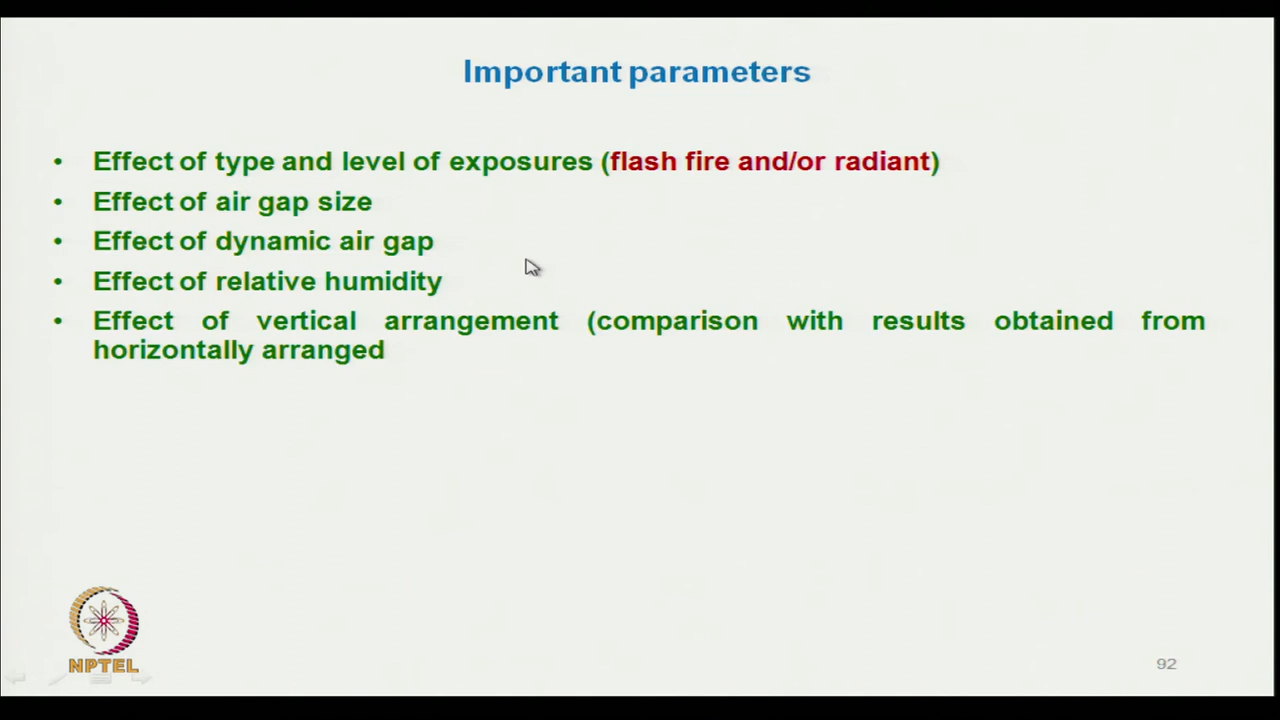 Important parameters
• Effect of type and level of exposures (flash fire and/or radiant)
• Effect of air gap size
• Effect of dynamic air gap
• Effect of relative humidity
• Effect of vertical arrangement (comparison with results obtained from
horizontally arranged
NPTEL
92